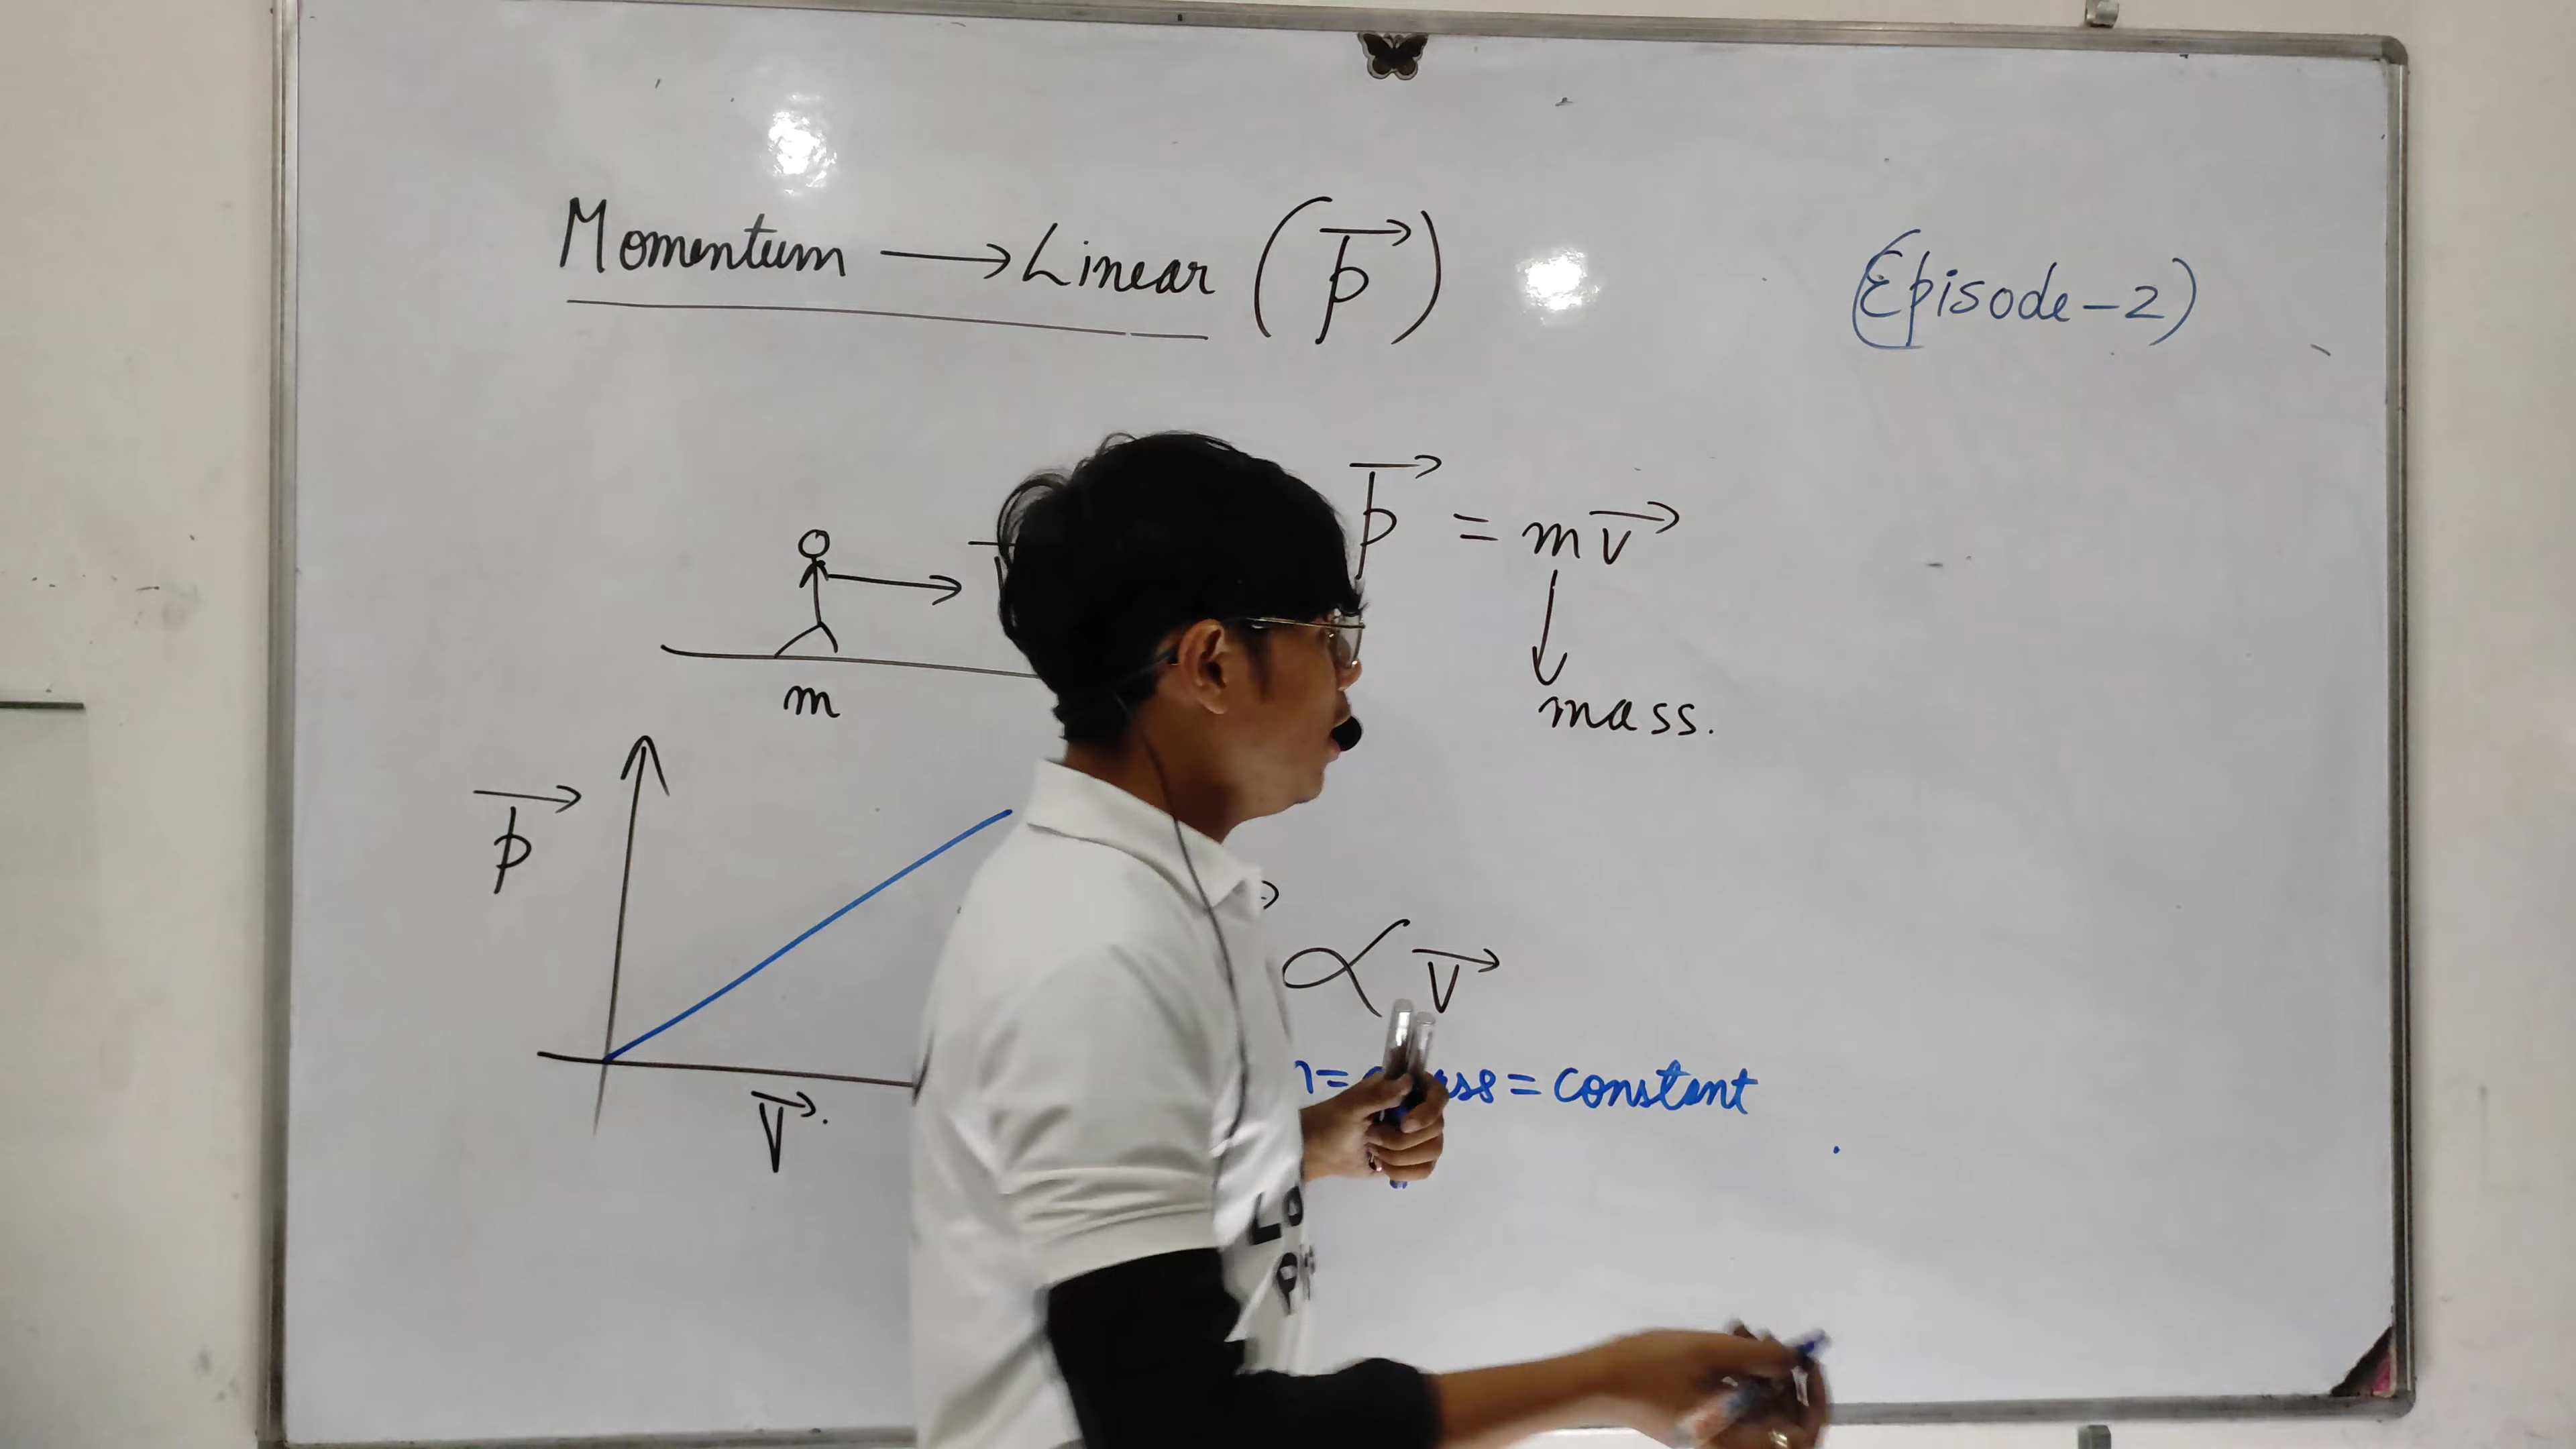 Momentum → Linear (p⃗)
(Episode-2)
p⃗ = mv⃗
m
mass.
p⃗
∝ v⃗
= constant
v⃗.